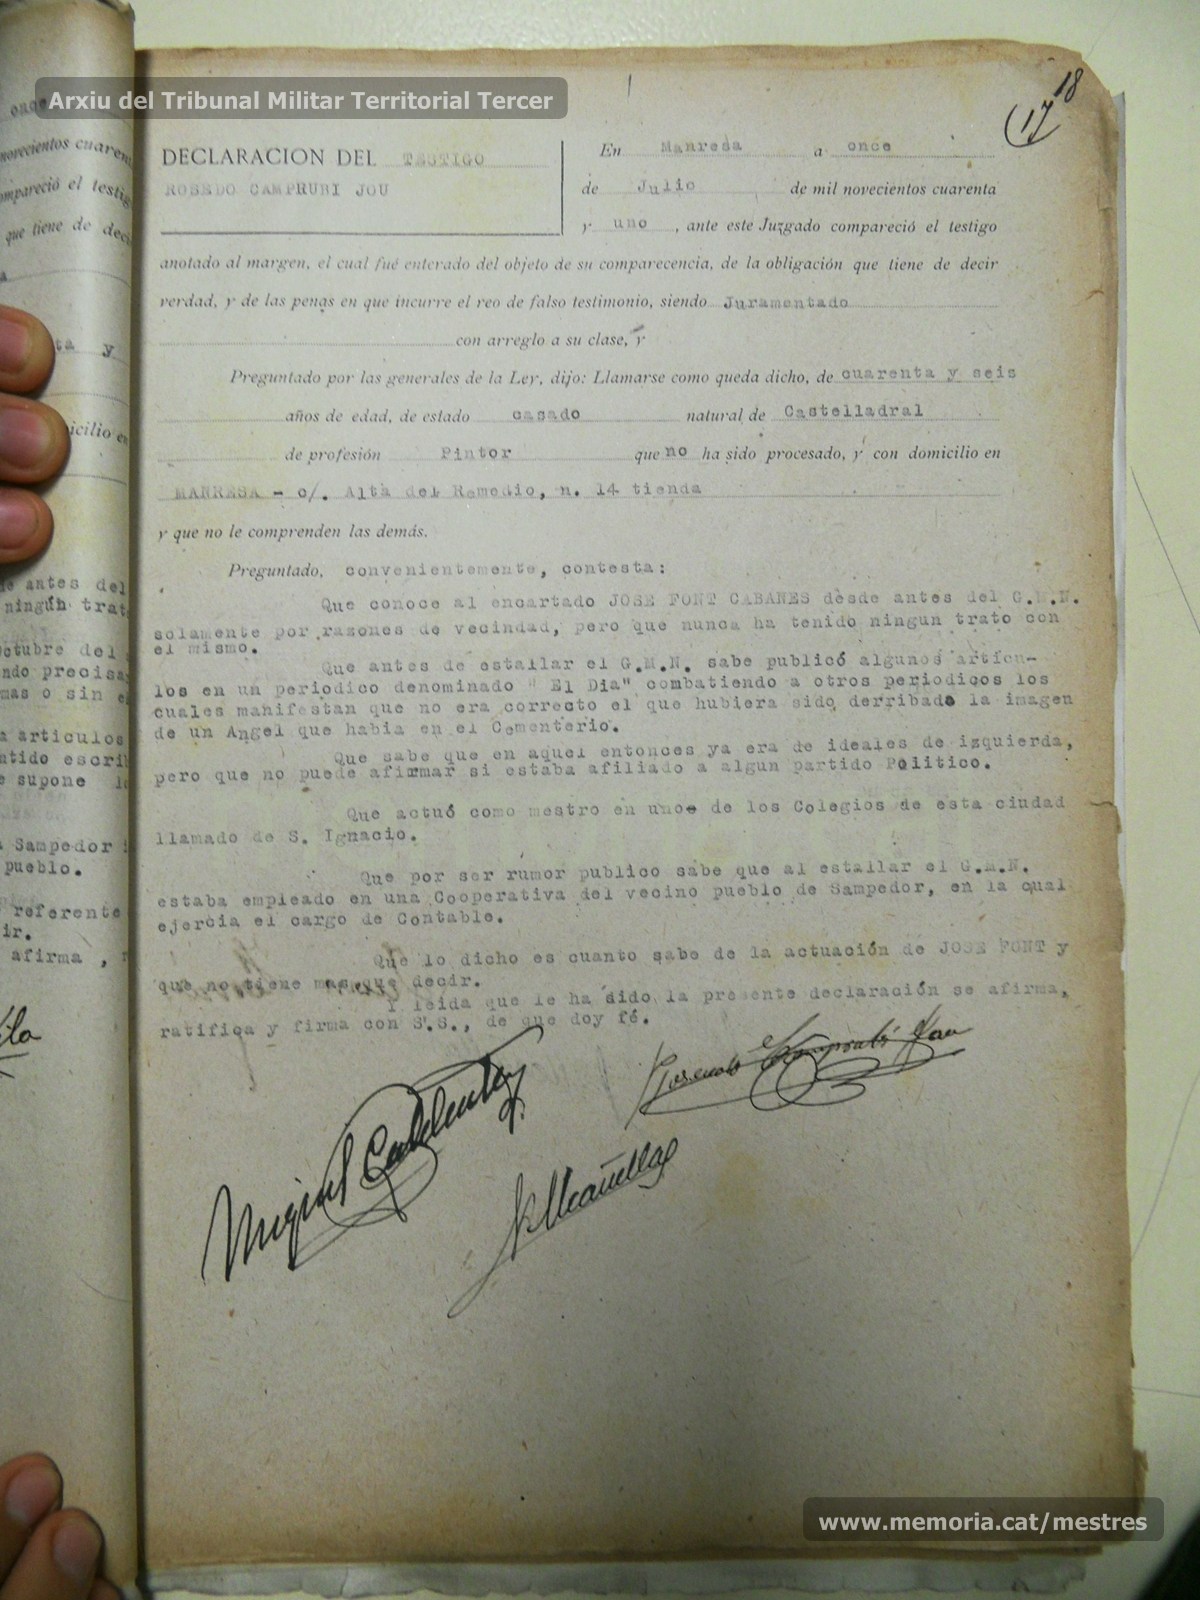 Arxiu del Tribunal Militar Territorial Tercer
18
17
DECLARACION DEL TESTIGO
ROSEDO CAMPRUBI JOU
En Manresa a once
de Julio de mil novecientos cuarenta
y uno, ante este Juzgado compareció el testigo
anotado al margen, el cual fué enterado del objeto de su comparecencia, de la obligación que tiene de decir
verdad, y de las penas en que incurre el reo de falso testimonio, siendo Juramentado
con arreglo a su clase, y
Preguntado por las generales de la Ley, dijo: Llamarse como queda dicho, de cuarenta y seis
años de edad, de estado casado natural de Castelladral
de profesión Pintor que no ha sido procesado, y con domicilio en
MANRESA - c/. Alta del Remedio, n. 14 tienda
y que no le comprenden las demás.
Preguntado, convenientemente, contesta:
Que conoce al encartado JOSE FONT CABANES desde antes del G.M.N.
solamente por razones de vecindad, pero que nunca ha tenido ningun trato con
el mismo.
Que antes de estallar el G.M.N. sabe publicó algunos artícu-
los en un periodico denominado " El Dia" combatiendo a otros periodicos los
cuales manifestan que no era correcto el que hubiera sido derribado la imagen
de un Angel que habia en el Cementerio.
Que sabe que en aquel entonces ya era de ideales de izquierda,
pero que no puede afirmar si estaba afiliado a algun partido Politico.
Que actuó como mestro en uno de los Colegios de esta ciudad
llamado de S. Ignacio.
Que por ser rumor publico sabe que al estallar el G.M.N.
estaba empleado en una Cooperativa del vecino pueblo de Sampedor, en la qual
ejercia el cargo de Contable.
Que lo dicho es cuanto sabe de la actuación de JOSE FONT y
que no tiene mas que decir.
Y leida que le ha sido la presente declaración se afirma,
ratifica y firma con S.S., de que doy fé.
Rosendo Camprubí Jou
Miguel
www.memoria.cat/mestres